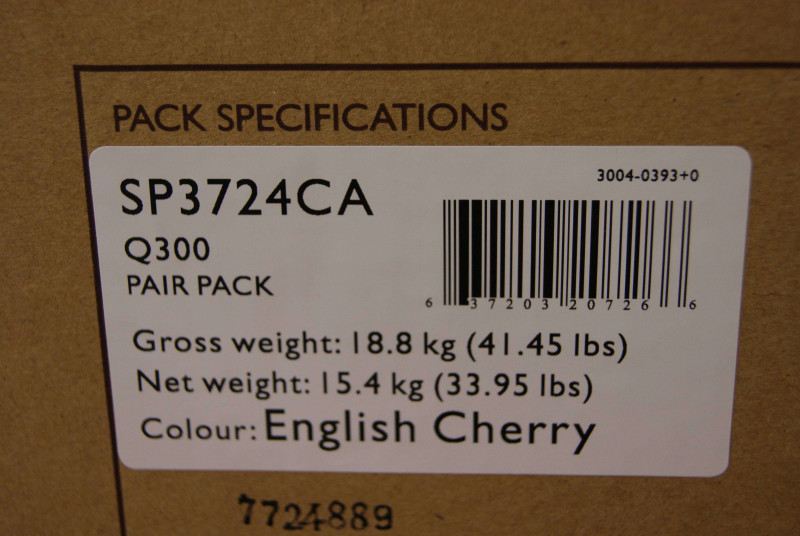 PACK SPECIFICATIONS
SP3724CA
3004-0393+0
Q300
PAIR PACK
6 37203 20726 6
Gross weight: 18.8 kg (41.45 lbs)
Net weight: 15.4 kg (33.95 lbs)
Colour: English Cherry
7724889